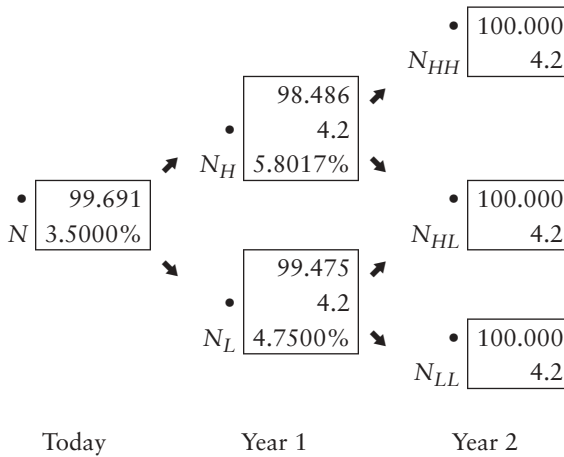 100.000
N_HH 4.2
98.486
4.2
N_H 5.8017%
99.691
N 3.5000%
100.000
N_HL 4.2
99.475
4.2
N_L 4.7500%
100.000
N_LL 4.2
Today Year 1 Year 2